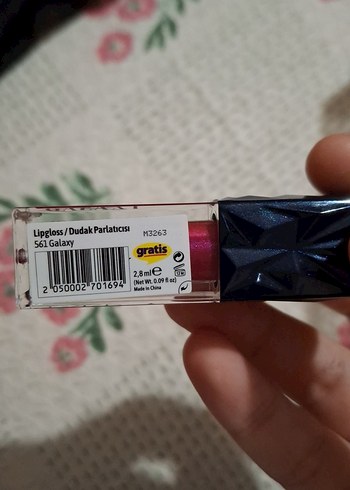 Lipgloss / Dudak Parlatıcısı
M3263
561 Galaxy
gratis
2,8 ml e
(Net Wt. 0.09 fl oz)
Made in China
12M
2 050002 701694